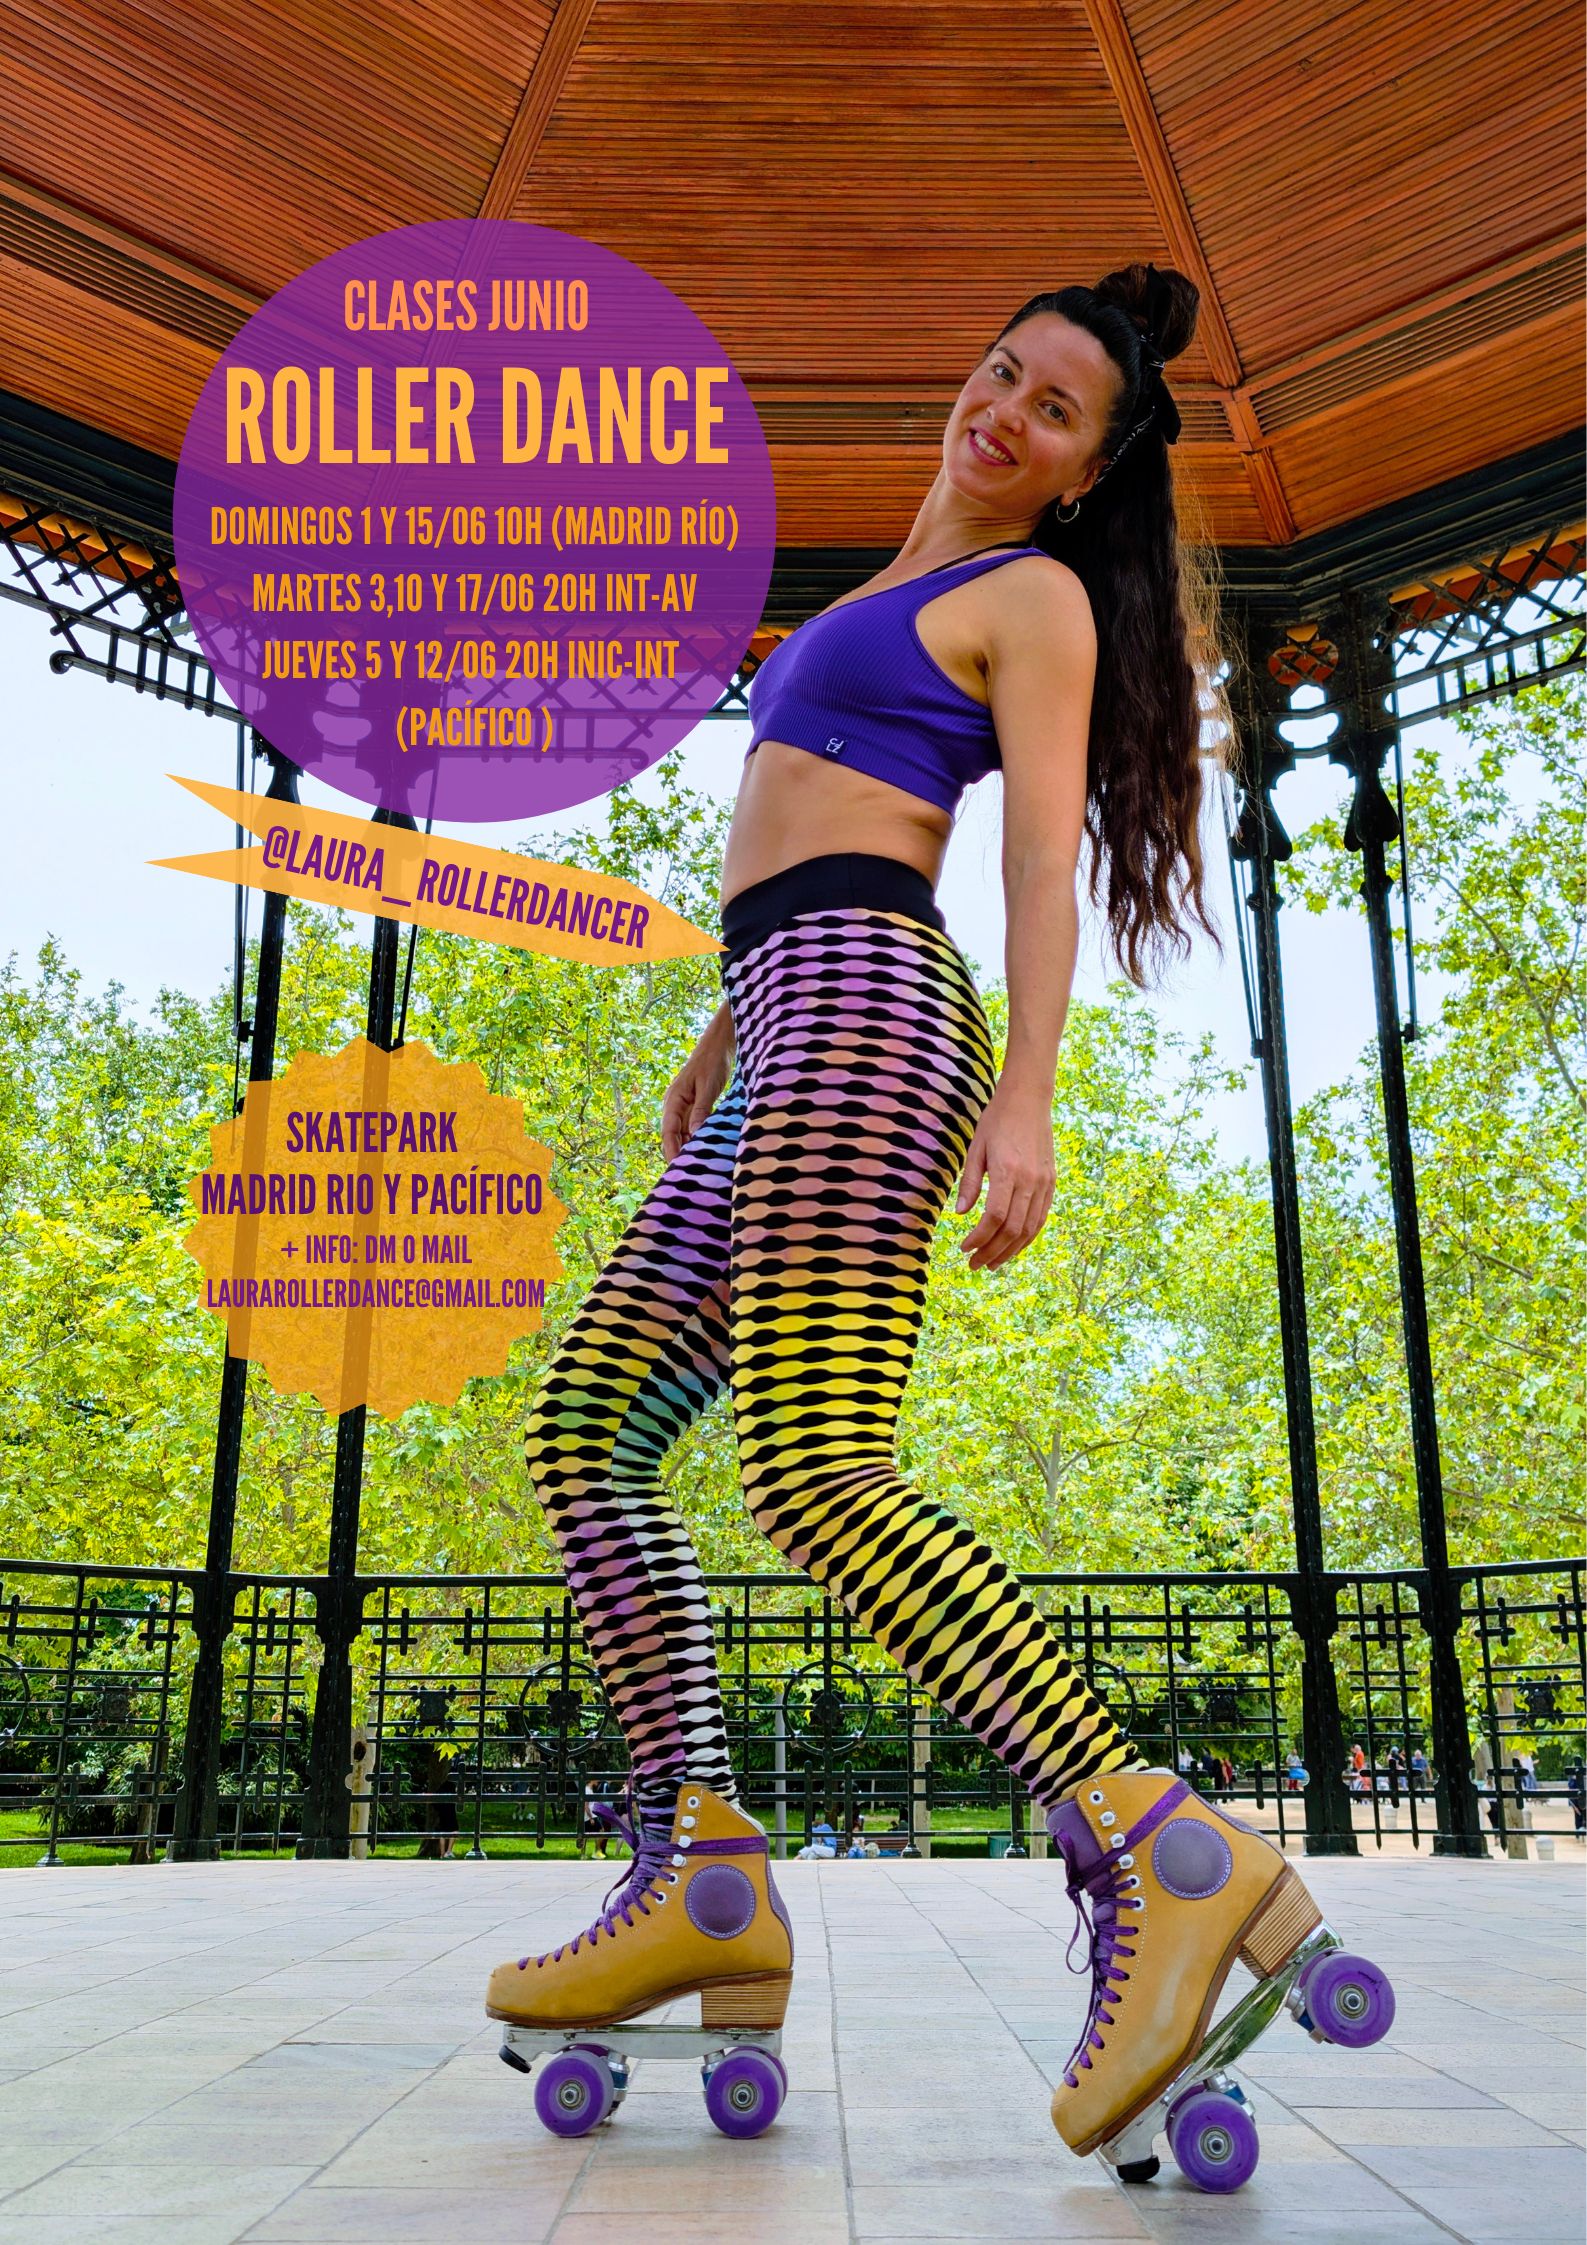 CLASES JUNIO
ROLLER DANCE
DOMINGOS 1 Y 15/06 10H (MADRID RÍO)
MARTES 3,10 Y 17/06 20H INT-AV
JUEVES 5 Y 12/06 20H INIC-INT
(PACÍFICO )
@LAURA_ROLLERDANCER
SKATEPARK
MADRID RIO Y PACÍFICO
+ INFO: DM O MAIL
LAURAROLLERDANCE@GMAIL.COM